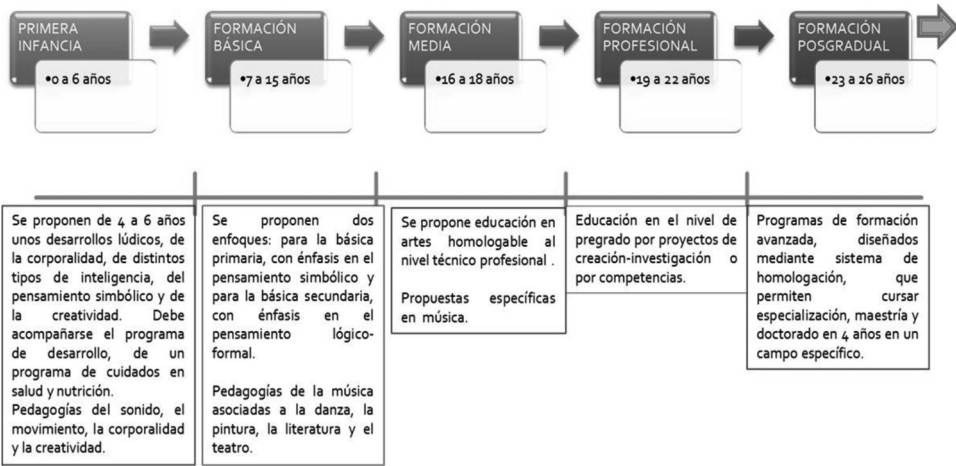 PRIMERA
INFANCIA
•0 a 6 años
FORMACIÓN
BÁSICA
•7 a 15 años
FORMACIÓN
MEDIA
•16 a 18 años
FORMACIÓN
PROFESIONAL
•19 a 22 años
FORMACIÓN
POSGRADUAL
•23 a 26 años
Se proponen de 4 a 6 años
unos desarrollos lúdicos, de
la corporalidad, de distintos
tipos de inteligencia, del
pensamiento simbólico y de
la creatividad. Debe
acompañarse el programa
de desarrollo, de un
programa de cuidados en
salud y nutrición.
Pedagogías del sonido, el
movimiento, la corporalidad
y la creatividad.
Se proponen dos
enfoques: para la básica
primaria, con énfasis en el
pensamiento simbólico y
para la básica secundaria,
con énfasis en el
pensamiento lógico-
formal.
Pedagogías de la música
asociadas a la danza, la
pintura, la literatura y el
teatro.
Se propone educación en
artes homologable al
nivel técnico profesional .
Propuestas específicas
en música.
Educación en el nivel de
pregrado por proyectos de
creación-investigación o
por competencias.
Programas de formación
avanzada, diseñados
mediante sistema de
homologación, que
permiten cursar
especialización, maestría y
doctorado en 4 años en un
campo específico.